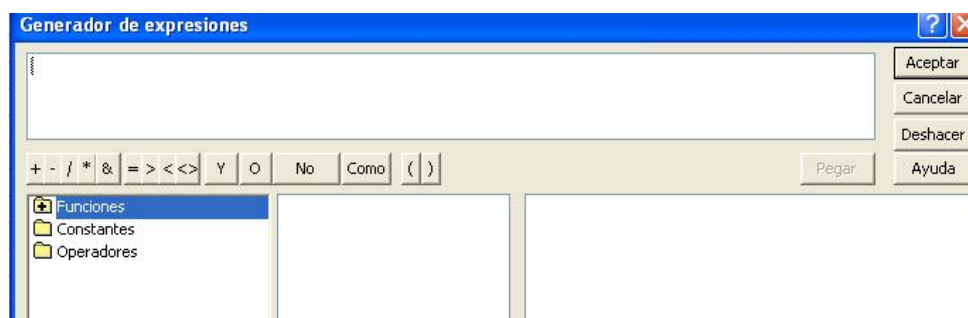 Generador de expresiones
Aceptar
Cancelar
Deshacer
+ - / * & = > < <> Y O No Como ( ) Pegar Ayuda
Funciones
Constantes
Operadores